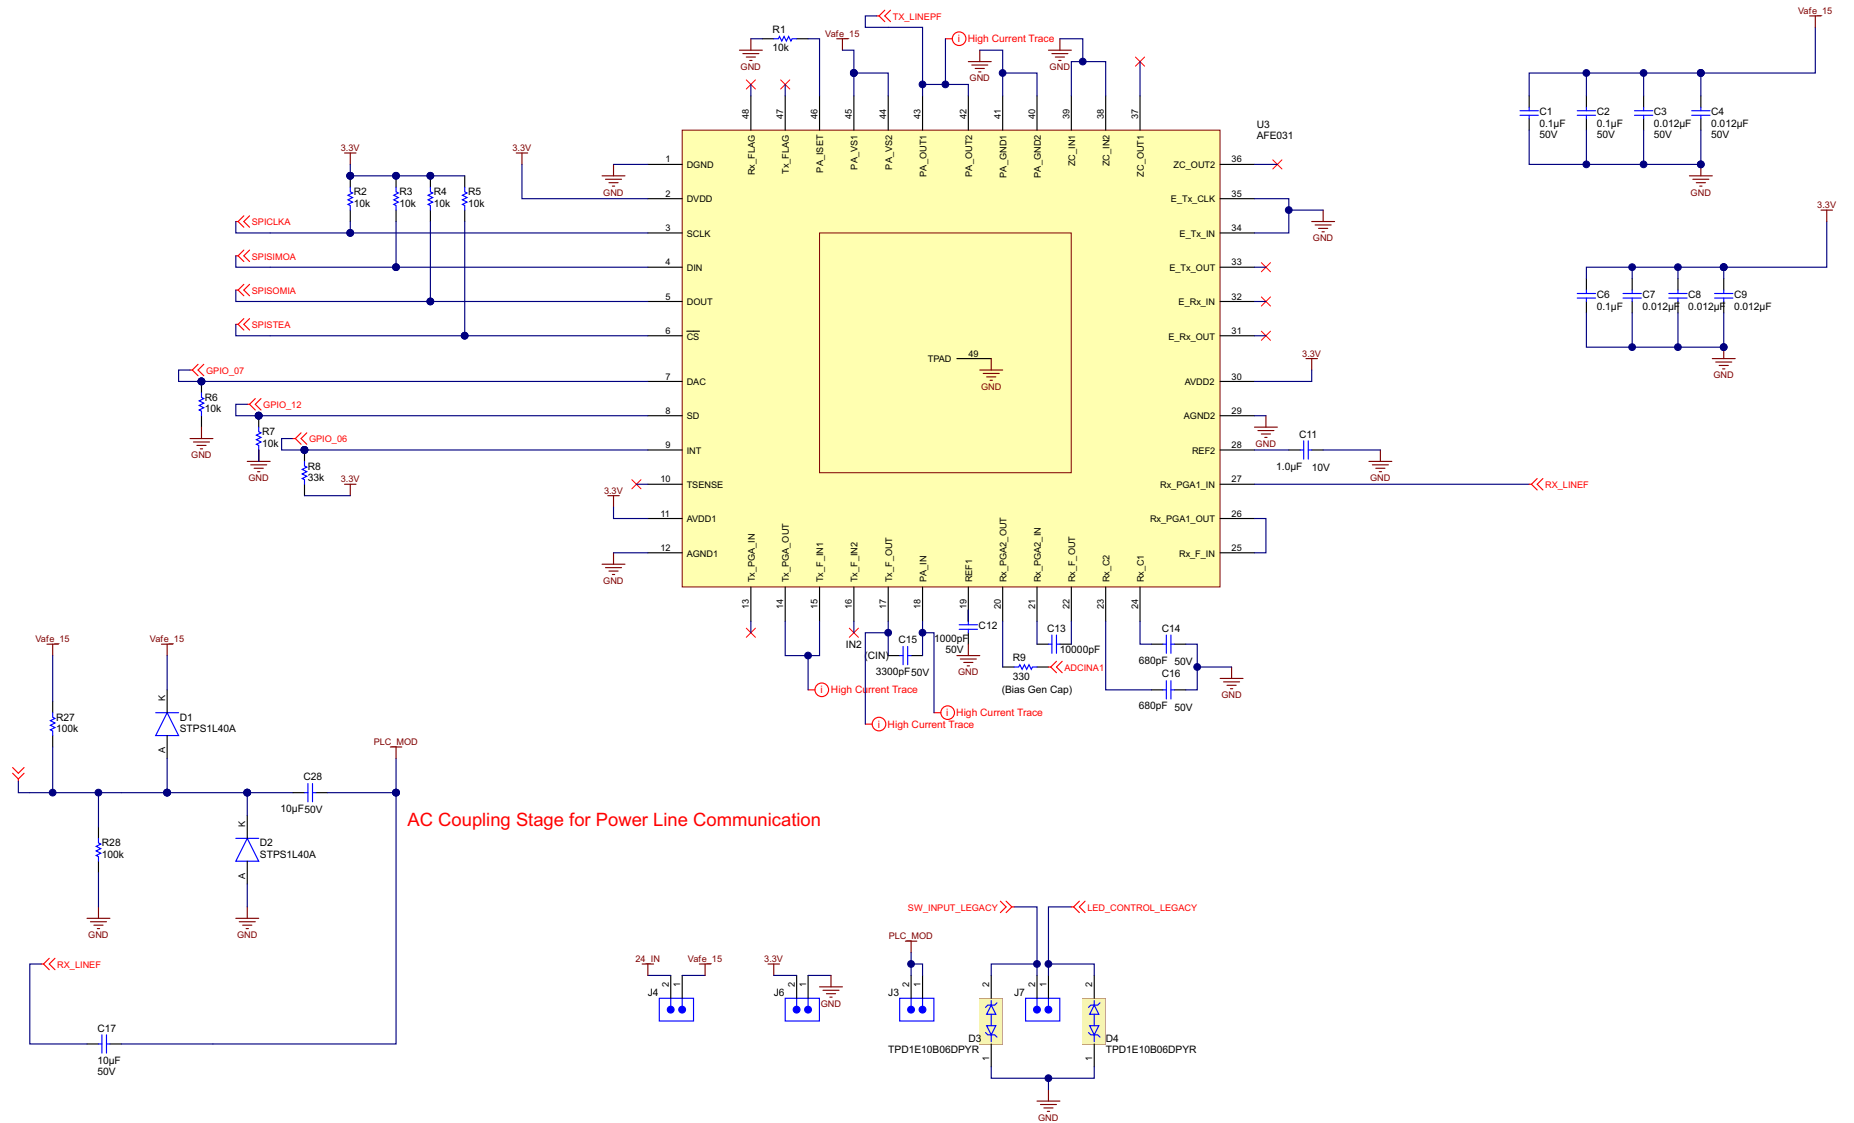 TX_LINEPF
R1
10k
GND
Vafe_15
High Current Trace
GND
GND
Vafe_15
C1
0.1µF
50V
C2
0.1µF
50V
C3
0.012µF
50V
C4
0.012µF
50V
GND
3.3V
C6
0.1µF
C7
0.012µF
C8
0.012µF
C9
0.012µF
GND
U3
AFE031
48
47
46
45
44
43
42
41
40
39
38
37
Rx_FLAG
Tx_FLAG
PA_ISET
PA_VS1
PA_VS2
PA_OUT1
PA_OUT2
PA_GND1
PA_GND2
ZC_IN1
ZC_IN2
ZC_OUT1
3.3V
3.3V
R2
10k
R3
10k
R4
10k
R5
10k
GND
1
DGND
2
DVDD
SPICLKA
3
SCLK
SPISIMOA
4
DIN
SPISOMIA
5
DOUT
SPISTEA
6
CS
GPIO_07
7
DAC
R6
10k
GND
GPIO_12
8
SD
R7
10k
GND
GPIO_06
9
INT
R8
33k
3.3V
10
TSENSE
3.3V
11
AVDD1
12
AGND1
GND
TPAD
49
GND
ZC_OUT2
36
E_Tx_CLK
35
E_Tx_IN
34
GND
E_Tx_OUT
33
E_Rx_IN
32
E_Rx_OUT
31
3.3V
AVDD2
30
AGND2
29
GND
REF2
28
C11
1.0µF
10V
GND
Rx_PGA1_IN
27
RX_LINEF
Rx_PGA1_OUT
26
Rx_F_IN
25
Tx_PGA_IN
Tx_PGA_OUT
Tx_F_IN1
Tx_F_IN2
Tx_F_OUT
PA_IN
REF1
Rx_PGA2_OUT
Rx_PGA2_IN
Rx_F_OUT
Rx_C2
Rx_C1
13
14
15
16
17
18
19
20
21
22
23
24
IN2
(CIN)
C15
3300pF
50V
C12
1000pF
50V
GND
C13
10000pF
R9
330
(Bias Gen Cap)
ADCINA1
C14
680pF
50V
C16
680pF
50V
GND
High Current Trace
High Current Trace
High Current Trace
Vafe_15
Vafe_15
R27
100k
K
D1
STPS1L40A
A
PLC_MOD
C28
10µF
50V
R28
100k
K
D2
STPS1L40A
A
GND
GND
AC Coupling Stage for Power Line Communication
RX_LINEF
C17
10µF
50V
24_IN
Vafe_15
J4
2
1
3.3V
J6
2
1
GND
PLC_MOD
J3
2
1
SW_INPUT_LEGACY
LED_CONTROL_LEGACY
2
J7
2
1
2
D3
TPD1E10B06DPYR
1
D4
TPD1E10B06DPYR
1
GND